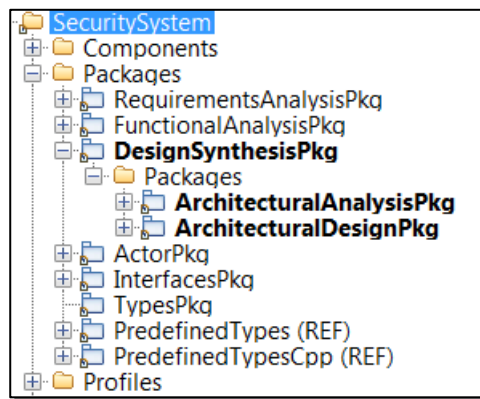 SecuritySystem
Components
Packages
RequirementsAnalysisPkg
FunctionalAnalysisPkg
DesignSynthesisPkg
Packages
ArchitecturalAnalysisPkg
ArchitecturalDesignPkg
ActorPkg
InterfacesPkg
TypesPkg
PredefinedTypes (REF)
PredefinedTypesCpp (REF)
Profiles